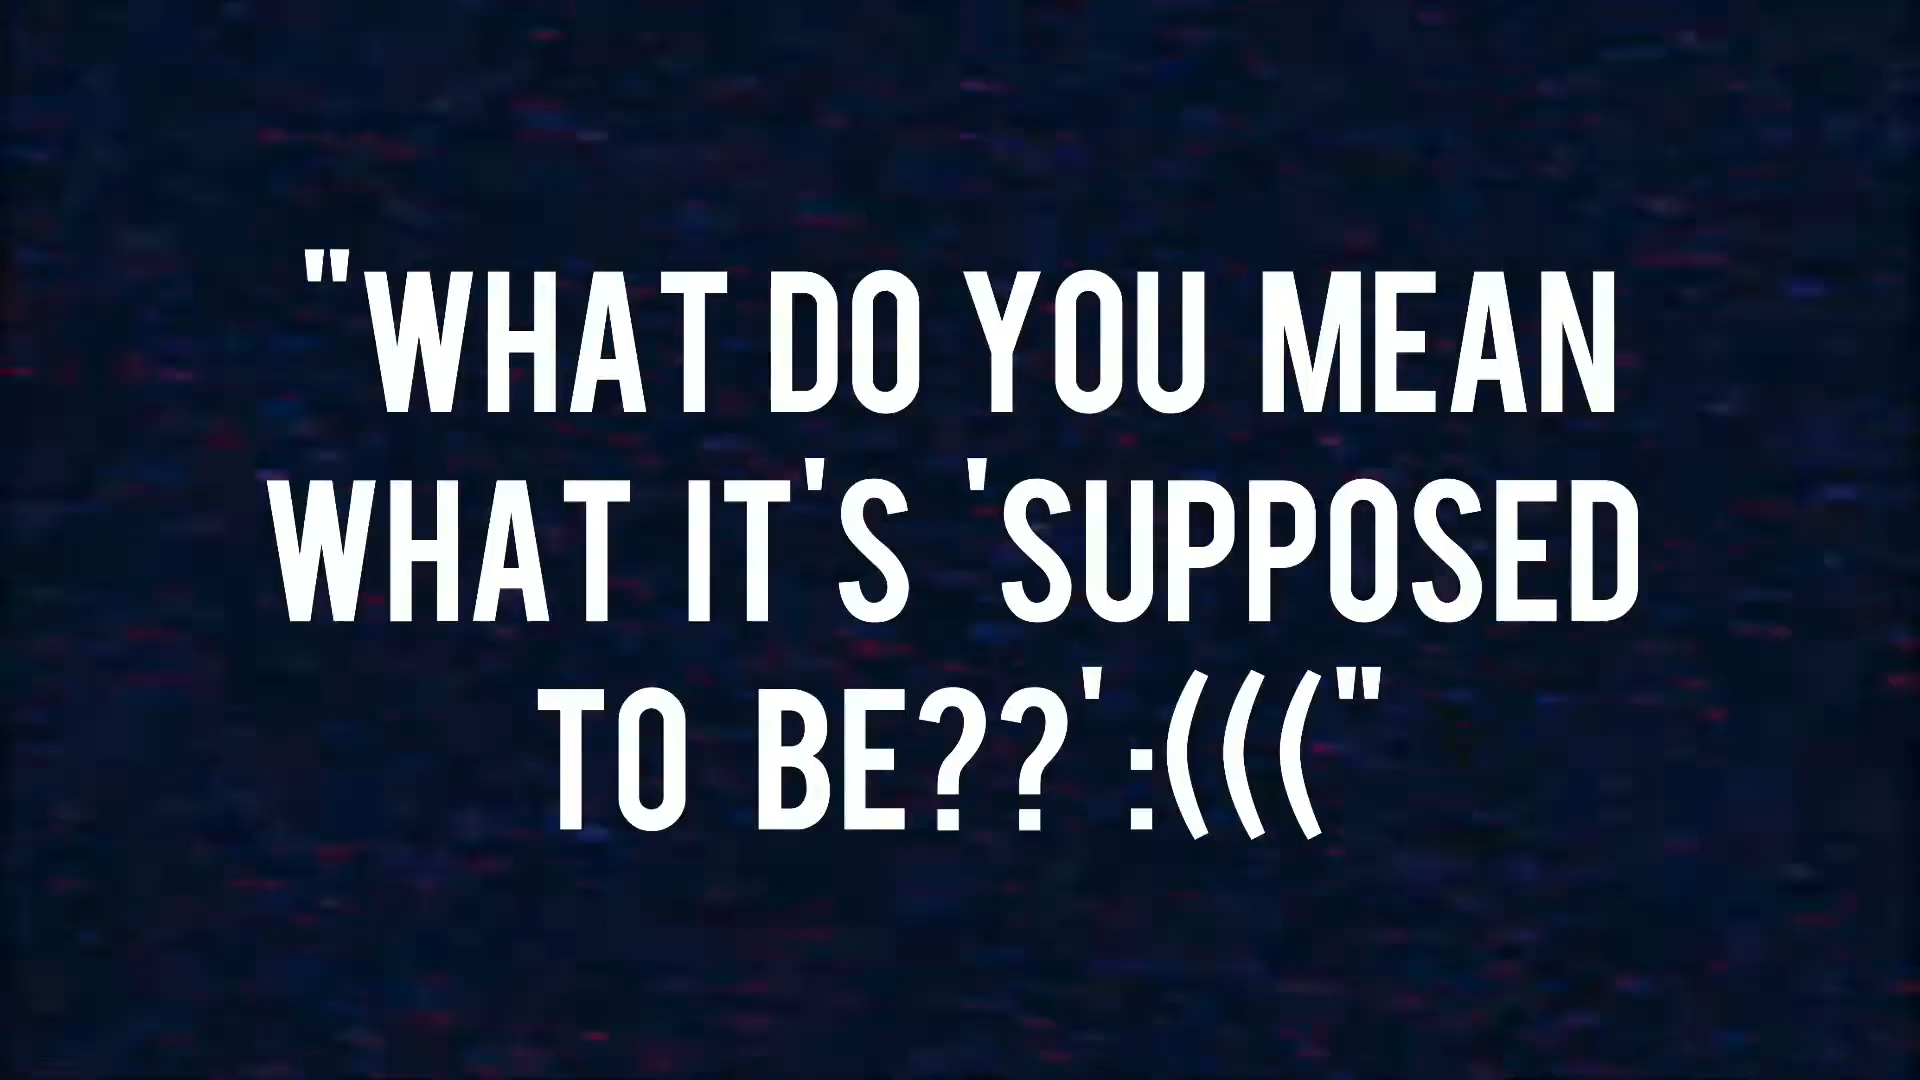 "WHAT DO YOU MEAN
WHAT IT'S 'SUPPOSED
TO BE??' :((("